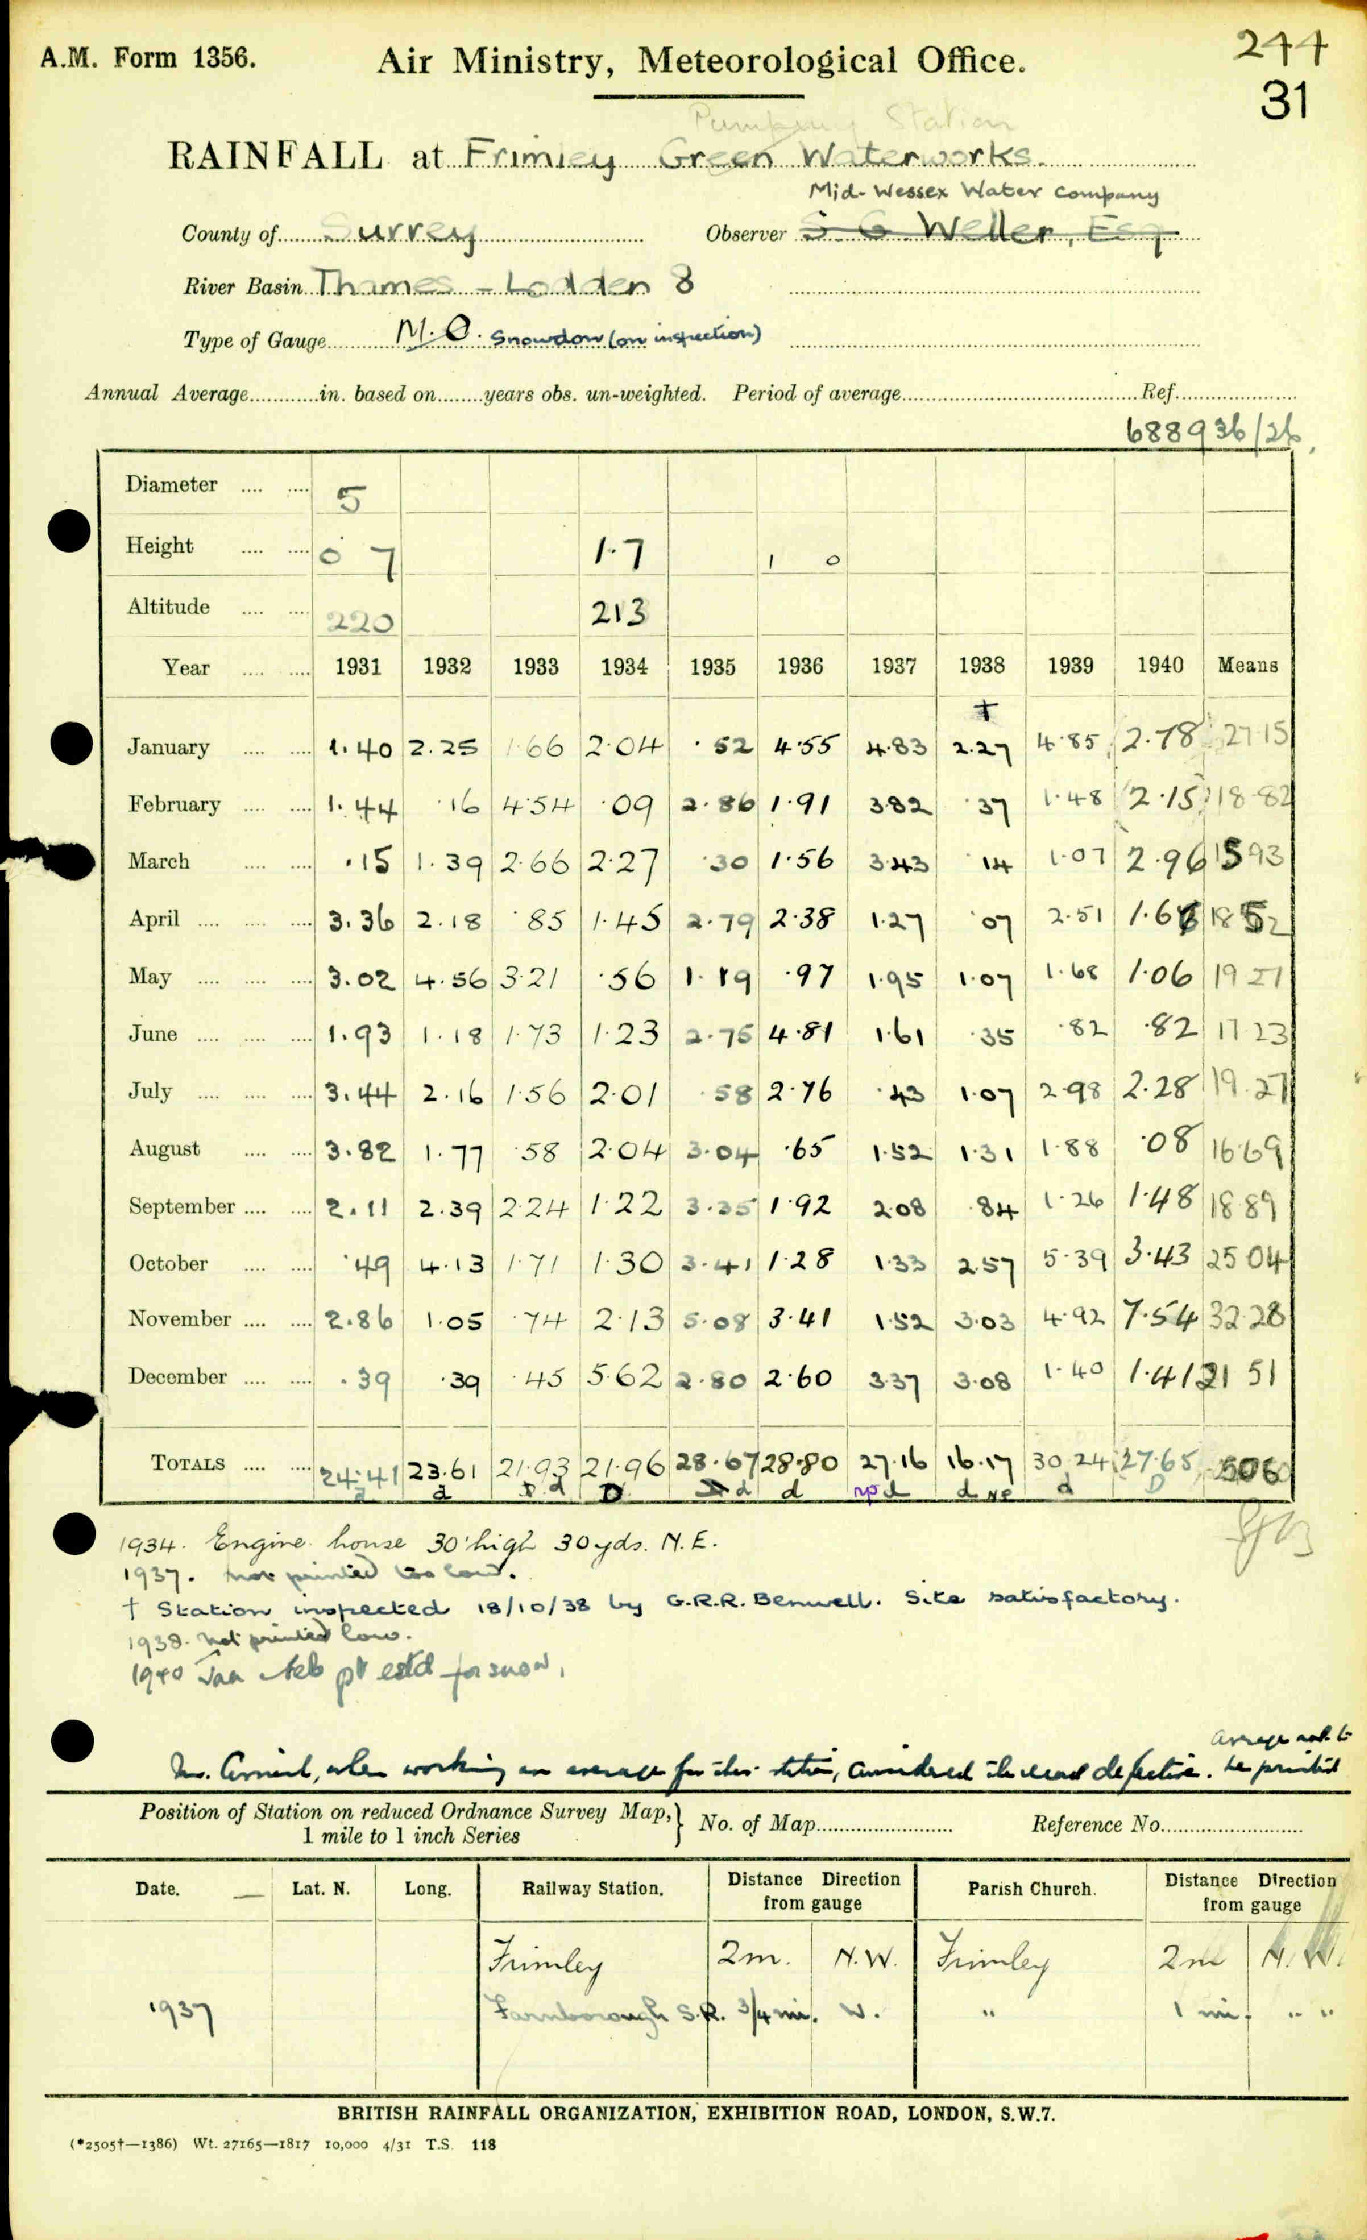 A.M. Form 1356.
Air Ministry, Meteorological Office.
244
31
Pumping Station
RAINFALL at Frimley Green Waterworks.
Mid-Wessex Water Company
County of Surrey Observer S. G. Weller, Esq
River Basin Thames - Lodden 8
Type of Gauge M.O. Snowdon (on inspection)
Annual Average in. based on years obs. un-weighted. Period of average Ref.
688936/26
Diameter 5
Height 0 7 1.7 1 0
Altitude 220 213
Year 1931 1932 1933 1934 1935 1936 1937 1938 1939 1940 Means
†
January 1.40 2.25 1.66 2.04 .52 4.55 4.83 2.27 4.85 (2.78) 27.15
February 1.44 .16 4.54 .09 2.86 1.91 3.82 .37 1.48 (2.15) 18.82
March .15 1.39 2.66 2.27 .30 1.56 3.43 .14 1.07 2.96 15 93
April 3.36 2.18 .85 1.45 2.79 2.38 1.27 .07 2.51 1.66 18 52
May 3.02 4.56 3.21 .56 1.19 .97 1.95 1.07 1.68 1.06 19 27
June 1.93 1.18 1.73 1.23 2.75 4.81 1.61 .35 .82 .82 17 23
July 3.44 2.16 1.56 2.01 .58 2.76 .43 1.07 2.98 2.28 19.27
August 3.82 1.77 .58 2.04 3.04 .65 1.52 1.31 1.88 .08 16.69
September 2.11 2.39 2.24 1.22 3.35 1.92 2.08 .84 1.26 1.48 18 89
October .49 4.13 1.71 1.30 3.41 1.28 1.33 2.57 5.39 3.43 25 04
November 2.86 1.05 .74 2.13 5.08 3.41 1.52 3.03 4.92 7.54 32.28
December .39 .39 .45 5.62 2.80 2.60 3.37 3.08 1.40 1.41 21 51
TOTALS 24.41 23.61 21.93 21.96 28.67 28.80 27.16 16.17 30.24 27.65
d d D d D d d np d d NP d D
1934. Engine house 30' high 30 yds. N.E.
1937. not printed too low.
† Station inspected 18/10/38 by G.R.R. Benwell. Site satisfactory.
1938. Not printed low.
1940 Jan & Feb pt estd for snow.
average not to
when working an average for this station, considered the record defective. be printed
Position of Station on reduced Ordnance Survey Map,} No. of Map Reference No.
1 mile to 1 inch Series
Date. Lat. N. Long. Railway Station. Distance Direction from gauge Parish Church. Distance Direction from gauge
Frimley 2m. N.W. Frimley 2m N.W.
1937 Farnborough S.R. 3/4 mi. W. " 1 mi. " "
BRITISH RAINFALL ORGANIZATION, EXHIBITION ROAD, LONDON, S.W.7.
(*2505†—1386) Wt. 27165—1817 10,000 4/31 T.S. 118